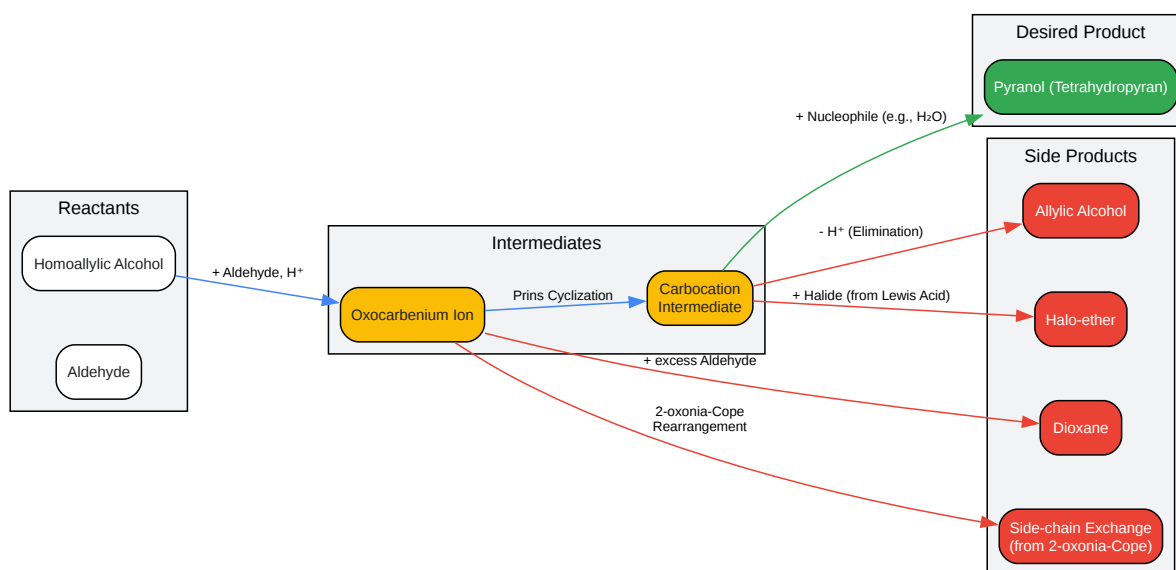 Reactants
Homoallylic Alcohol
Aldehyde
+ Aldehyde, H⁺
Intermediates
Oxocarbenium Ion
Prins Cyclization
Carbocation
Intermediate
+ Nucleophile (e.g., H₂O)
- H⁺ (Elimination)
+ Halide (from Lewis Acid)
+ excess Aldehyde
2-oxonia-Cope
Rearrangement
Desired Product
Pyranol (Tetrahydropyran)
Side Products
Allylic Alcohol
Halo-ether
Dioxane
Side-chain Exchange
(from 2-oxonia-Cope)